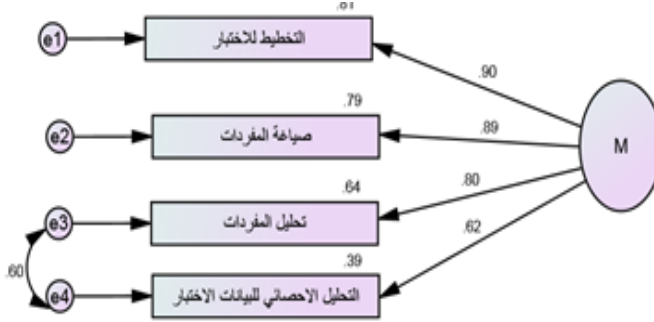 .81
e1
التخطيط للاختبار
.90
.79
e2
صياغة المفردات
.89
M
.64
.80
e3
تحليل المفردات
.62
.60
.39
e4
التحليل الاحصائي للبيانات الاختبار